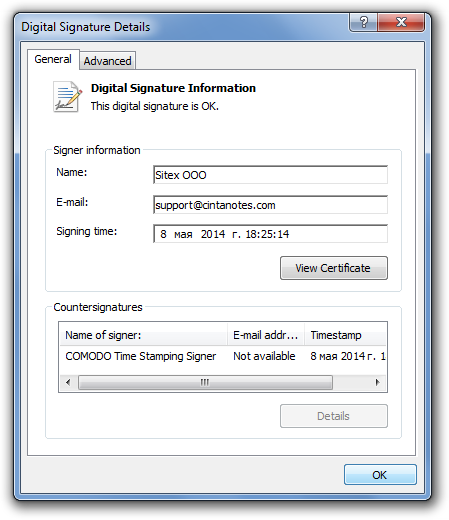 Digital Signature Details
?
General
Advanced
Digital Signature Information
This digital signature is OK.
Signer information
Name:
Sitex OOO
E-mail:
support@cintanotes.com
Signing time:
8 мая 2014 г. 18:25:14
View Certificate
Countersignatures
Name of signer: E-mail addr... Timestamp
COMODO Time Stamping Signer Not available 8 мая 2014 г. 1
Details
OK